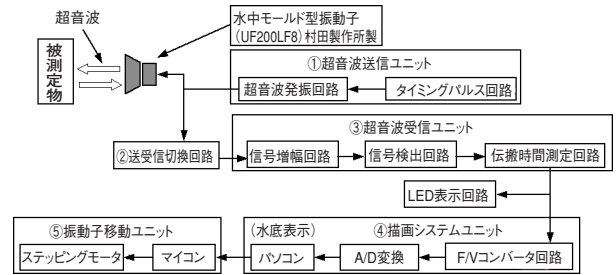 超音波
水中モールド型振動子
(UF200LF8)村田製作所製
被測定物
①超音波送信ユニット
超音波発振回路
タイミングパルス回路
③超音波受信ユニット
②送受信切換回路
信号増幅回路
信号検出回路
伝搬時間測定回路
LED表示回路
⑤振動子移動ユニット
(水底表示)
④描画システムユニット
ステッピングモータ
マイコン
パソコン
A/D変換
F/Vコンバータ回路